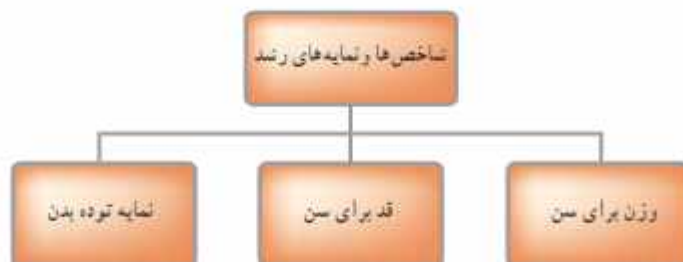 شاخص‌ها و نمایه‌های رشد
وزن برای سن
قد برای سن
نمایه توده بدن